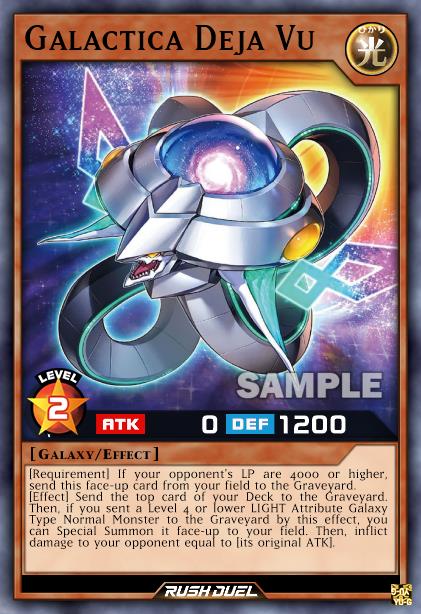 Galactica Deja Vu
ひかり
光
SAMPLE
LEVEL
2
ATK 0 DEF 1200
[Galaxy/Effect]
[Requirement] If your opponent's LP are 4000 or higher,
send this face-up card from your field to the Graveyard.
[Effect] Send the top card of your Deck to the Graveyard.
Then, if you sent a Level 4 or lower LIGHT Attribute Galaxy
Type Normal Monster to the Graveyard by this effect, you
can Special Summon it face-up to your field. Then, inflict
damage to your opponent equal to [its original ATK].
RUSH DUEL